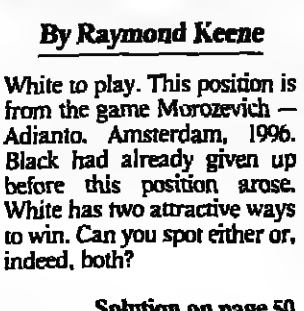 By Raymond Keene
White to play. This position is
from the game Morozevich —
Adianto. Amsterdam, 1996.
Black had already given up
before this position arose.
White has two attractive ways
to win. Can you spot either or,
indeed, both?
Solution on page 50